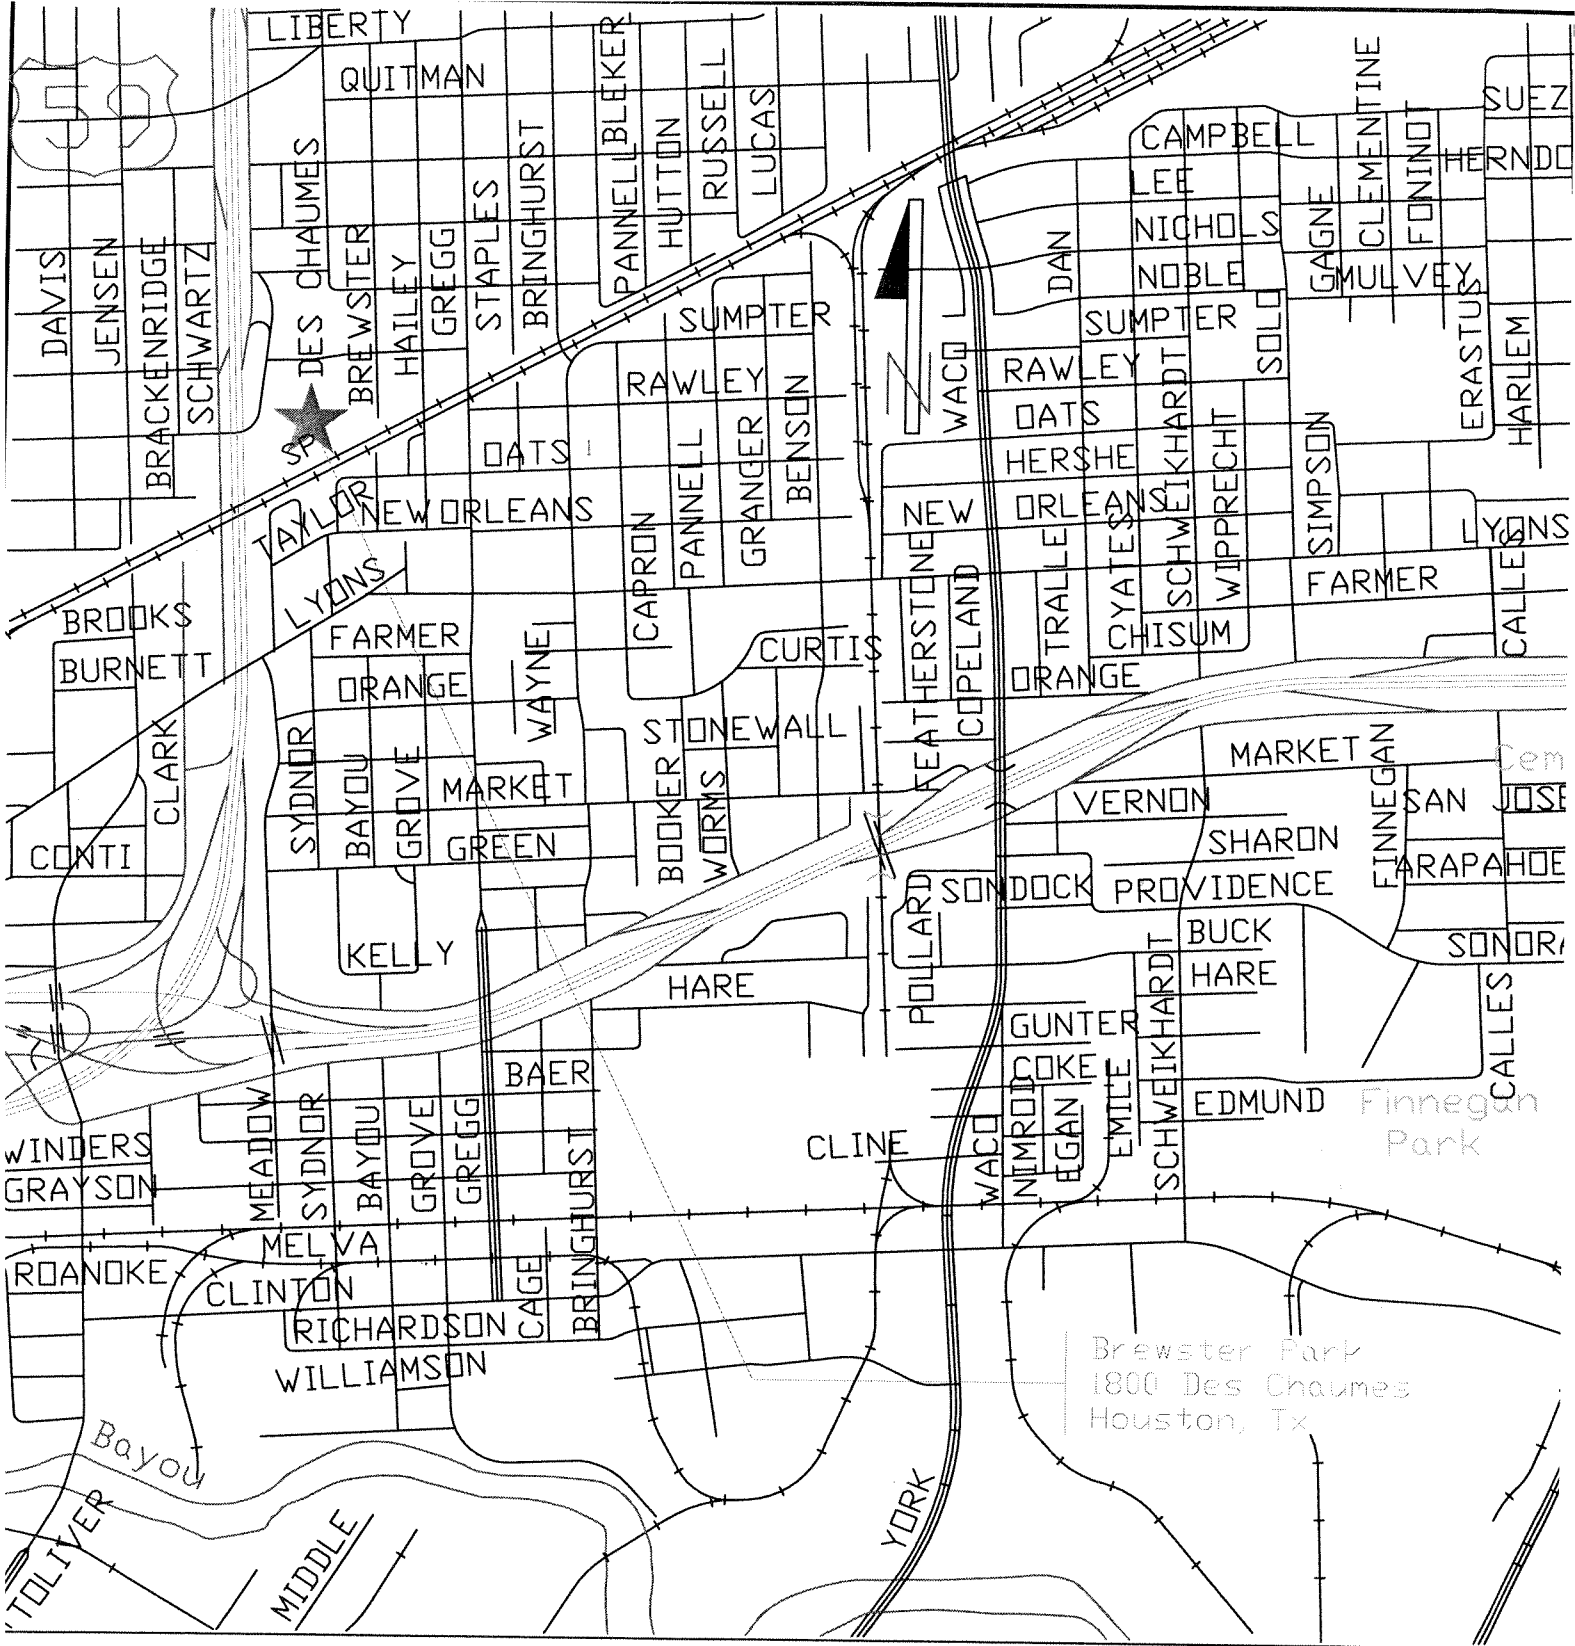 LIBERTY
QUITMAN
59
BLEKER
RUSSELL
LUCAS
CLEMENTINE
SUEZ
CAMPBELL
FONINOT
LEE
NICHOLS
NOBLE
GAGNE
MULVEY
DAN
DAVIS
JENSEN
BRACKENRIDGE
SCHWARTZ
DES CHAUMES
BREWSTER
HAILEY
GREGG
STAPLES
BRINGHURST
PANNELL
HUTTON
SUMPTER
SUMPTER
SOLO
ERASTUS
HARLEM
WACO
N
RAWLEY
RAWLEY
OATS
OATS
SP
HERSHE
TAYLOR
NEW ORLEANS
NEW ORLEANS
CAPRON
PANNELL
GRANGER
BENSON
SCHWEIKHARDT
WIPPRECHT
SIMPSON
LYONS
YATES
TRALLE
FEATHERSTONE
COPELAND
FARMER
CALLES
LYONS
BROOKS
BURNETT
FARMER
ORANGE
WAYNE
CURTIS
CHISUM
ORANGE
STONEWALL
CLARK
SYDNOR
BAYOU
GROVE
MARKET
MARKET
GREEN
BOOKER
WORMS
VERNON
FINNEGAN
SAN JOSE
CONTI
SHARON
ARAPAHOE
SONDOCK
PROVIDENCE
POLLARD
BUCK
KELLY
HARE
HARE
SCHWEIKHARDT
CALLES
GUNTER
COKE
BAER
EDMUND
EMILE
Finnegan
Park
WINDERS
GRAYSON
MEADOW
SYDNOR
BAYOU
GROVE
GREGG
BRINGHURST
CLINE
WACO
NIMROD
EGAN
MELVA
ROANOKE
CLINTON
CAGE
RICHARDSON
WILLIAMSON
Brewster Park
1800 Des Chaumes
Houston, Tx
Bayou
YORK
TOLIVER
MIDDLE